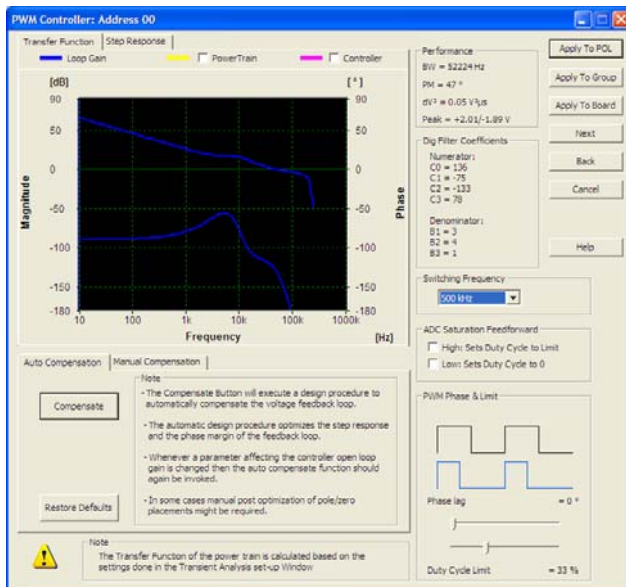 PWM Controller: Address 00
Transfer Function Step Response
Loop Gain PowerTrain Controller
[dB] [°]
90 90
50 50
0 0
-50 -50
-100 -100
-150 -150
-180 -180
Magnitude
Phase
10 100 1k 10k 100k 1000k
Frequency [Hz]
Auto Compensation Manual Compensation
Compensate
Restore Defaults
Note
- The Compensate Button will execute a design procedure to
automatically compensate the voltage feedback loop.
- The automatic design procedure optimizes the step response
and the phase margin of the feedback loop.
- Whenever a parameter affecting the controller open loop
gain is changed then the auto compensate function should
again be invoked.
- In some cases manual post optimization of pole/zero
placements might be required.
Note
The Transfer Function of the power train is calculated based on the
settings done in the Transient Analysis set-up Window
Performance
BW = 52224 Hz
PM = 47 °
dV² = 0.05 V²µs
Peak = +2.01/-1.89 V
Dig Filter Coefficients
Numerator:
C0 = 136
C1 = -75
C2 = -133
C3 = 78
Denominator:
B1 = 3
B2 = 4
B3 = 1
Switching Frequency
500 kHz
ADC Saturation Feedforward
High: Sets Duty Cycle to Limit
Low: Sets Duty Cycle to 0
PWM Phase & Limit
Phase lag = 0 °
Duty Cycle Limit = 33 %
Apply To POL
Apply To Group
Apply To Board
Next
Back
Cancel
Help